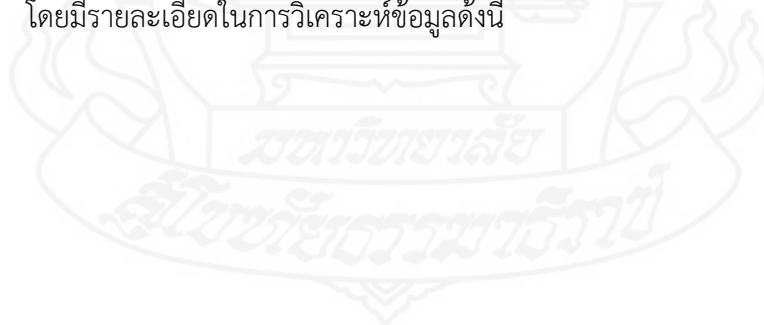 โดยมีรายละเอียดในการวิเคราะห์ข้อมูลดังนี้
มหาวิทยาลัย
สุโขทัยธรรมาธิราช